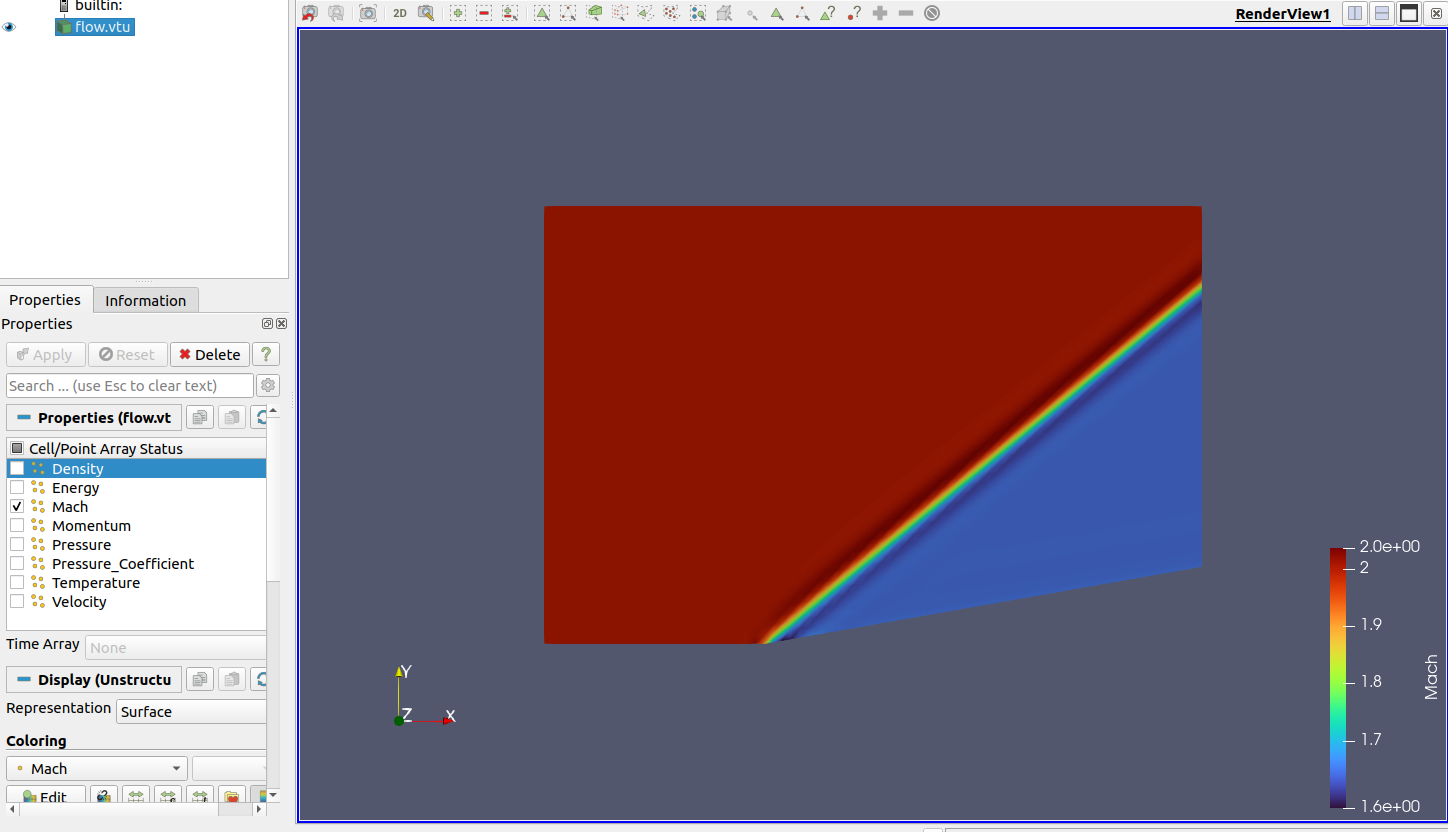 builtin:
flow.vtu
2D
RenderView1
Properties
Information
Properties
Apply
Reset
Delete
?
Search ... (use Esc to clear text)
Properties (flow.vt
Cell/Point Array Status
Density
Energy
Mach
Momentum
Pressure
Pressure_Coefficient
Temperature
Velocity
Time Array
None
Display (Unstructu
Representation
Surface
Coloring
Mach
Edit
Y
Z
X
2.0e+00
2
1.9
1.8
1.7
1.6e+00
Mach